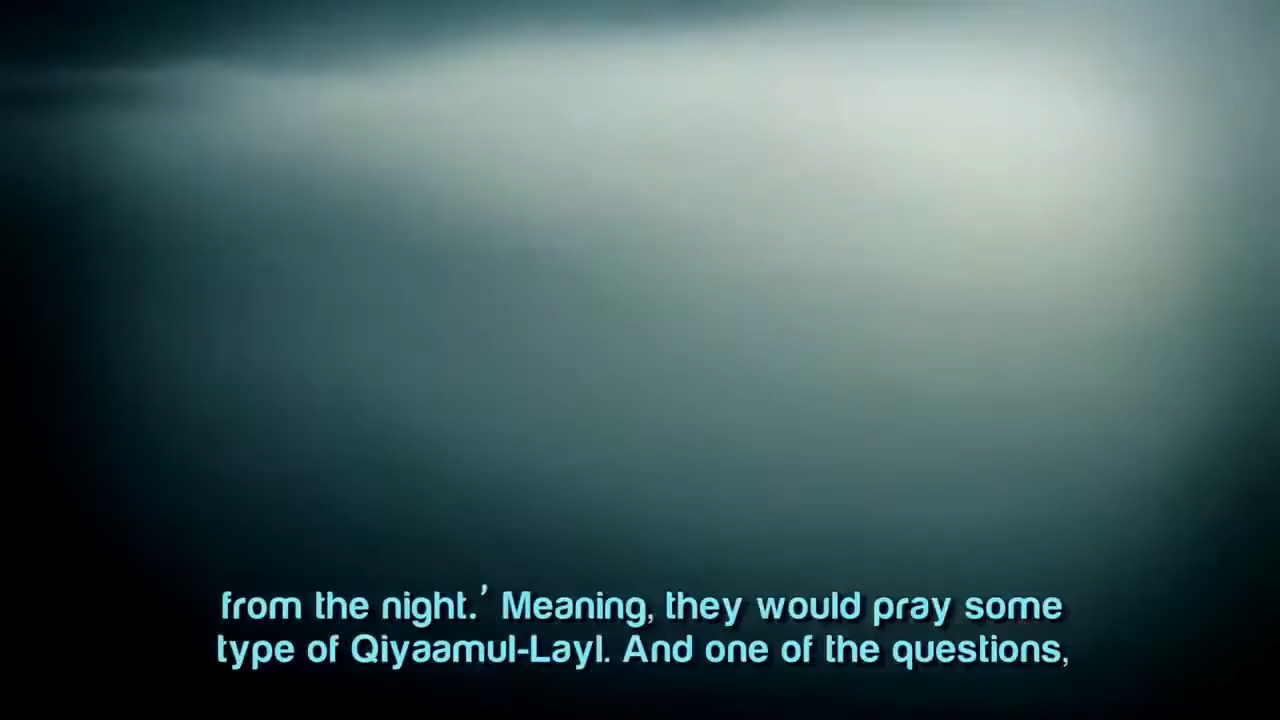 from the night.’ Meaning, they would pray some
type of Qiyaamul-Layl. And one of the questions,